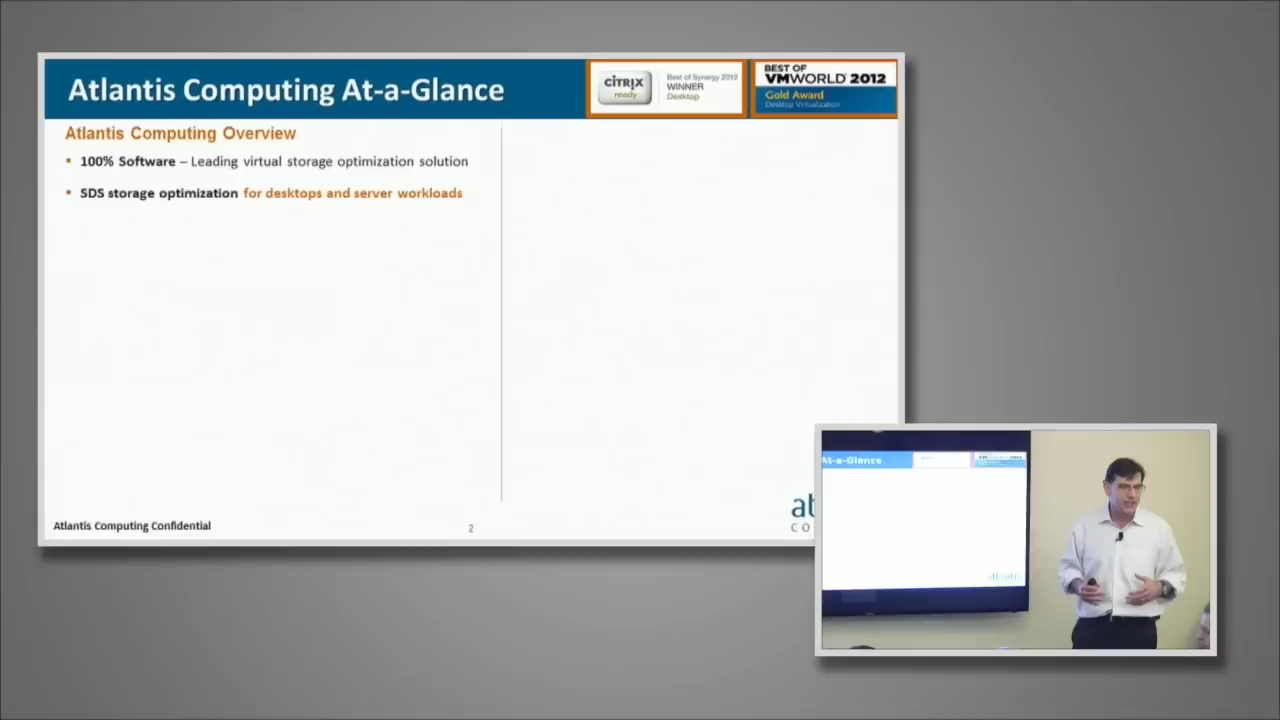 Atlantis Computing At-a-Glance
CITRIX
ready
Best of Synergy 2012
WINNER
Desktop
BEST OF
VMWORLD 2012
Gold Award
Desktop Virtualization
Atlantis Computing Overview
▪ 100% Software – Leading virtual storage optimization solution
▪ SDS storage optimization for desktops and server workloads
at
CO
Atlantis Computing Confidential
2
At-a-Glance